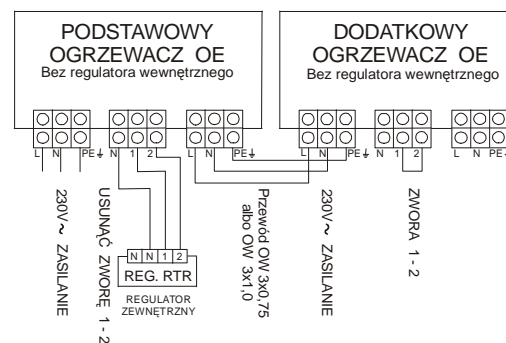 PODSTAWOWY
OGRZEWACZ OE
Bez regulatora wewnętrznego
DODATKOWY
OGRZEWACZ OE
Bez regulatora wewnętrznego
L N PE N 1 2 L N PE
L N PE N 1 2 L N PE
230V ~ ZASILANIE
USUNĄĆ ZWORĘ 1 - 2
N N 1 2
REG. RTR
REGULATOR
ZEWNĘTRZNY
Przewód OW 3x0,75
albo OW 3x1,0
230V ~ ZASILANIE
ZWORA 1 - 2